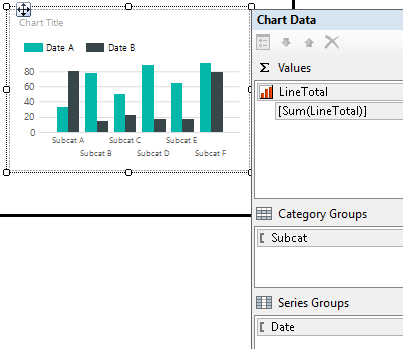 Chart Title
Date A Date B
80
60
40
20
0
Subcat A Subcat C Subcat E
Subcat B Subcat D Subcat F
Chart Data
Σ Values
LineTotal
[Sum(LineTotal)]
Category Groups
Subcat
Series Groups
Date